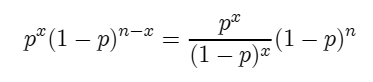 $p^x(1-p)^{n-x} = \frac{p^x}{(1-p)^x}(1-p)^n$